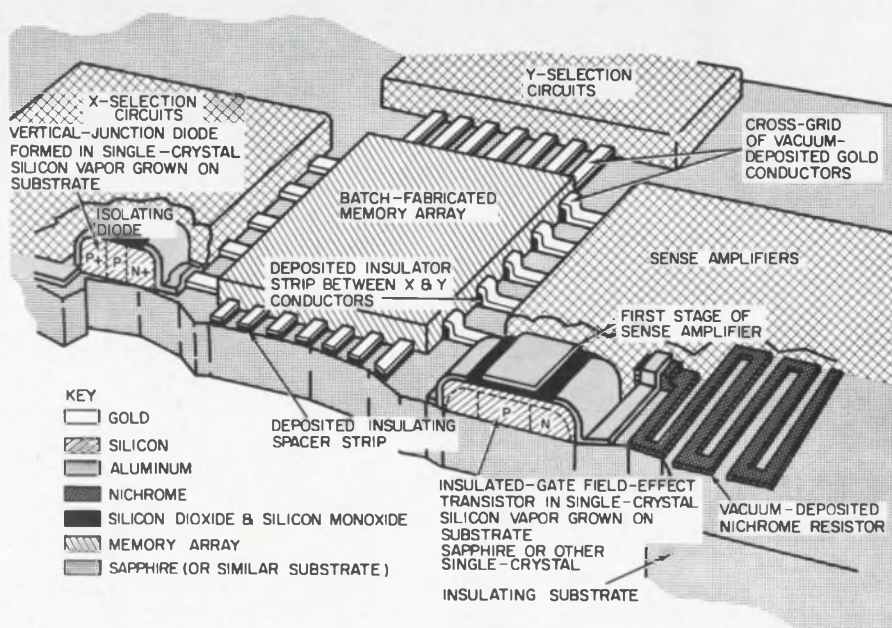 X-SELECTION
CIRCUITS
VERTICAL-JUNCTION DIODE
FORMED IN SINGLE-CRYSTAL
SILICON VAPOR GROWN ON
SUBSTRATE
ISOLATING
DIODE
P+ P N+
Y-SELECTION
CIRCUITS
CROSS-GRID
OF VACUUM-
DEPOSITED GOLD
CONDUCTORS
BATCH-FABRICATED
MEMORY ARRAY
DEPOSITED INSULATOR
STRIP BETWEEN X & Y
CONDUCTORS
SENSE AMPLIFIERS
FIRST STAGE OF
SENSE AMPLIFIER
P N
KEY
GOLD
SILICON
ALUMINUM
NICHROME
SILICON DIOXIDE & SILICON MONOXIDE
MEMORY ARRAY
SAPPHIRE (OR SIMILAR SUBSTRATE)
DEPOSITED INSULATING
SPACER STRIP
INSULATED-GATE FIELD-EFFECT
TRANSISTOR IN SINGLE-CRYSTAL
SILICON VAPOR GROWN ON
SUBSTRATE
SAPPHIRE OR OTHER
SINGLE-CRYSTAL
INSULATING SUBSTRATE
VACUUM-DEPOSITED
NICHROME RESISTOR